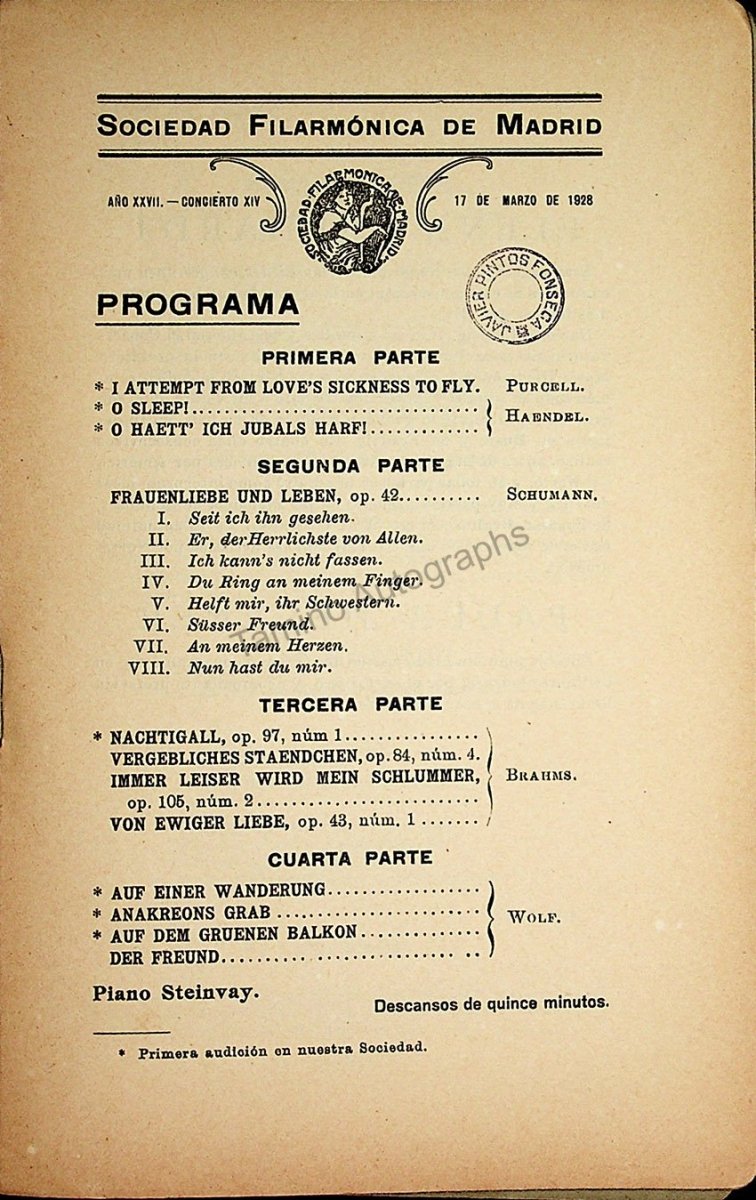 SOCIEDAD FILARMÓNICA DE MADRID
AÑO XXVII. — CONCIERTO XIV
SOCIEDAD·FILARMONICA DE MADRID
17 DE MARZO DE 1928
JAVIER PINTOS FONSECA
PROGRAMA
PRIMERA PARTE
* I ATTEMPT FROM LOVE'S SICKNESS TO FLY. PURCELL.
* O SLEEP!
* O HAETT' ICH JUBALS HARF!
HAENDEL.
SEGUNDA PARTE
FRAUENLIEBE UND LEBEN, op. 42.......... SCHUMANN.
I. Seit ich ihn gesehen.
II. Er, derHerrlichste von Allen.
III. Ich kann's nicht fassen.
IV. Du Ring an meinem Finger.
V. Helft mir, ihr Schwestern.
VI. Süsser Freund.
VII. An meinem Herzen.
VIII. Nun hast du mir.
Tamino Autographs
TERCERA PARTE
* NACHTIGALL, op. 97, núm 1
VERGEBLICHES STAENDCHEN, op. 84, núm. 4.
IMMER LEISER WIRD MEIN SCHLUMMER,
op. 105, núm. 2
VON EWIGER LIEBE, op. 43, núm. 1
BRAHMS.
CUARTA PARTE
* AUF EINER WANDERUNG
* ANAKREONS GRAB
* AUF DEM GRUENEN BALKON
DER FREUND
WOLF.
Piano Steinvay.
Descansos de quince minutos.
* Primera audición en nuestra Sociedad.